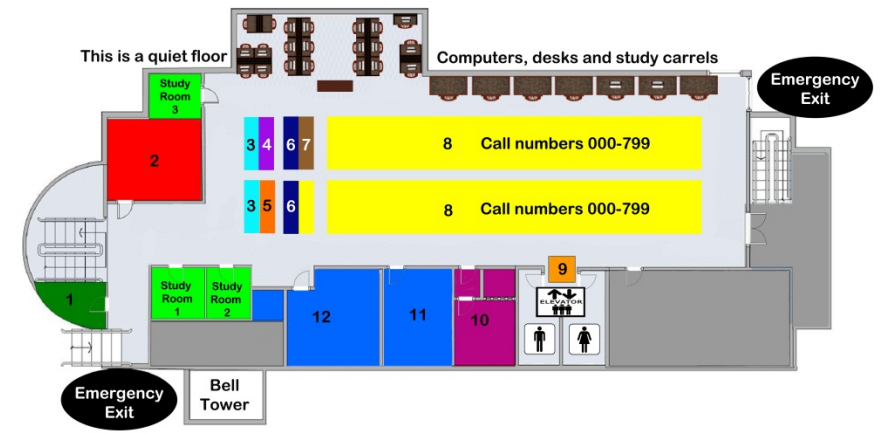 This is a quiet floor
Computers, desks and study carrels
Emergency
Exit
Study
Room
3
2
3 4 6 7
8 Call numbers 000-799
3 5 6
8 Call numbers 000-799
1
Study
Room
1
Study
Room
2
12
11
10
9
ELEVATOR
Emergency
Exit
Bell
Tower